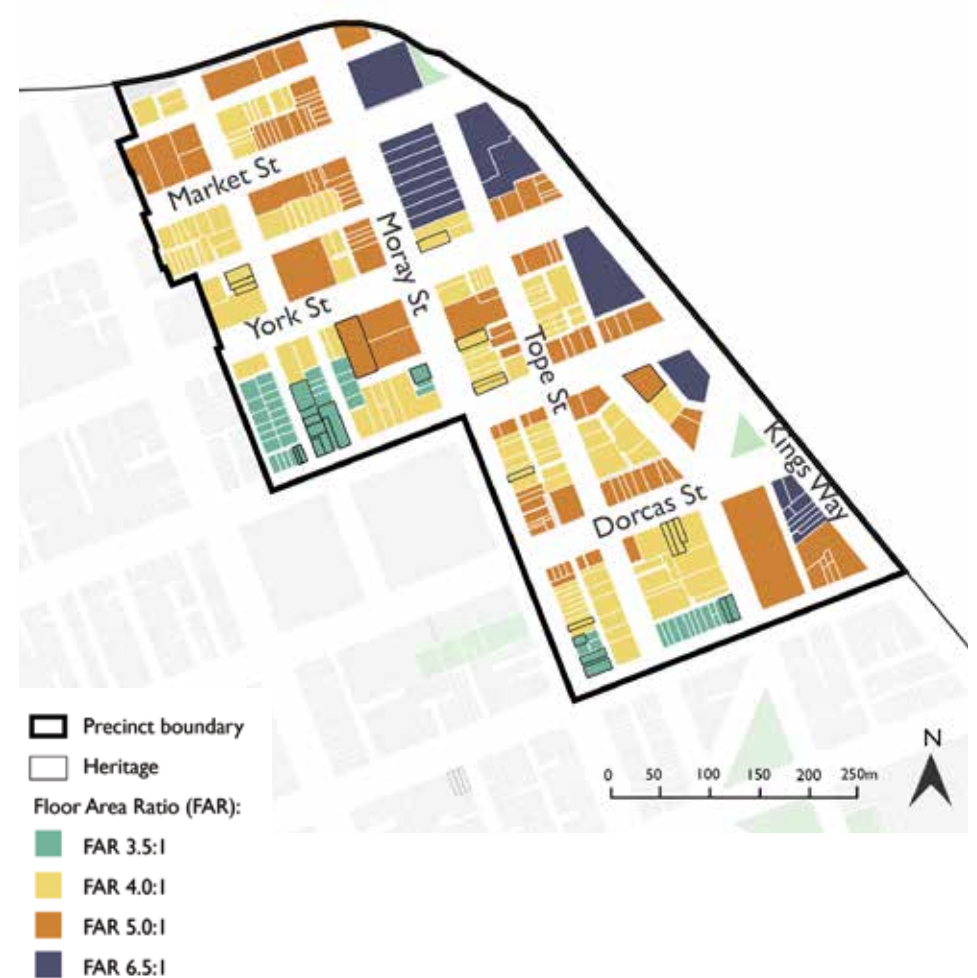 Market St
Moray St
York St
Tope St
Kings Way
Dorcas St
Precinct boundary
Heritage
Floor Area Ratio (FAR):
FAR 3.5:1
FAR 4.0:1
FAR 5.0:1
FAR 6.5:1
0 50 100 150 200 250m
N